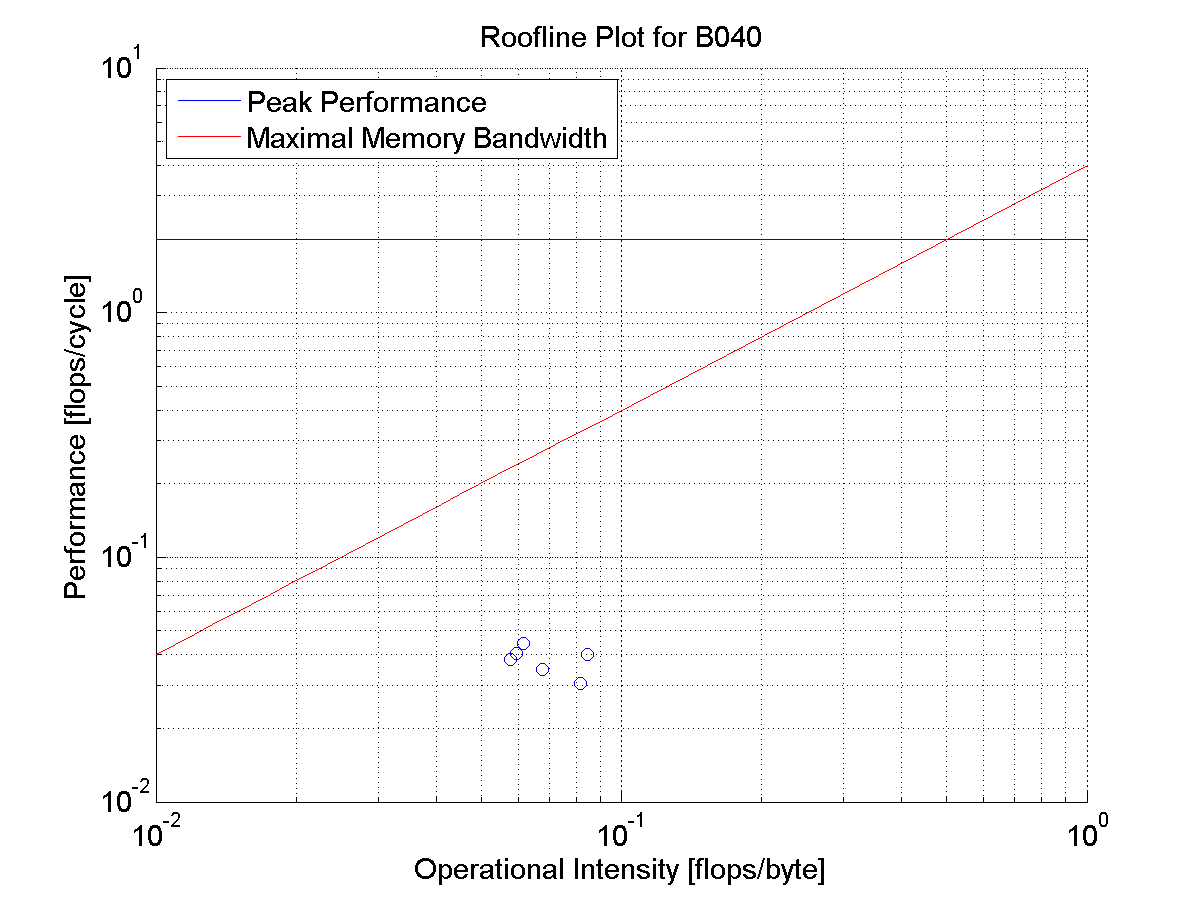 Roofline Plot for B040
Peak Performance
Maximal Memory Bandwidth
10^1
10^0
10^-1
10^-2
Performance [flops/cycle]
10^-2
10^-1
10^0
Operational Intensity [flops/byte]